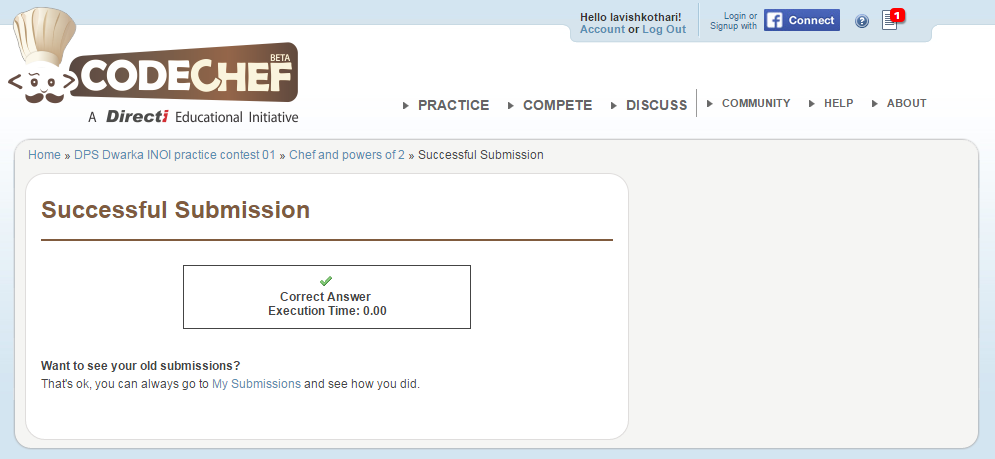 Hello lavishkothari!
Account or Log Out
Login or
Signup with
Connect
?
1
CODECHEF
BETA
A Directi Educational Initiative
PRACTICE COMPETE DISCUSS COMMUNITY HELP ABOUT
Home » DPS Dwarka INOI practice contest 01 » Chef and powers of 2 » Successful Submission
Successful Submission
Correct Answer
Execution Time: 0.00
Want to see your old submissions?
That's ok, you can always go to My Submissions and see how you did.